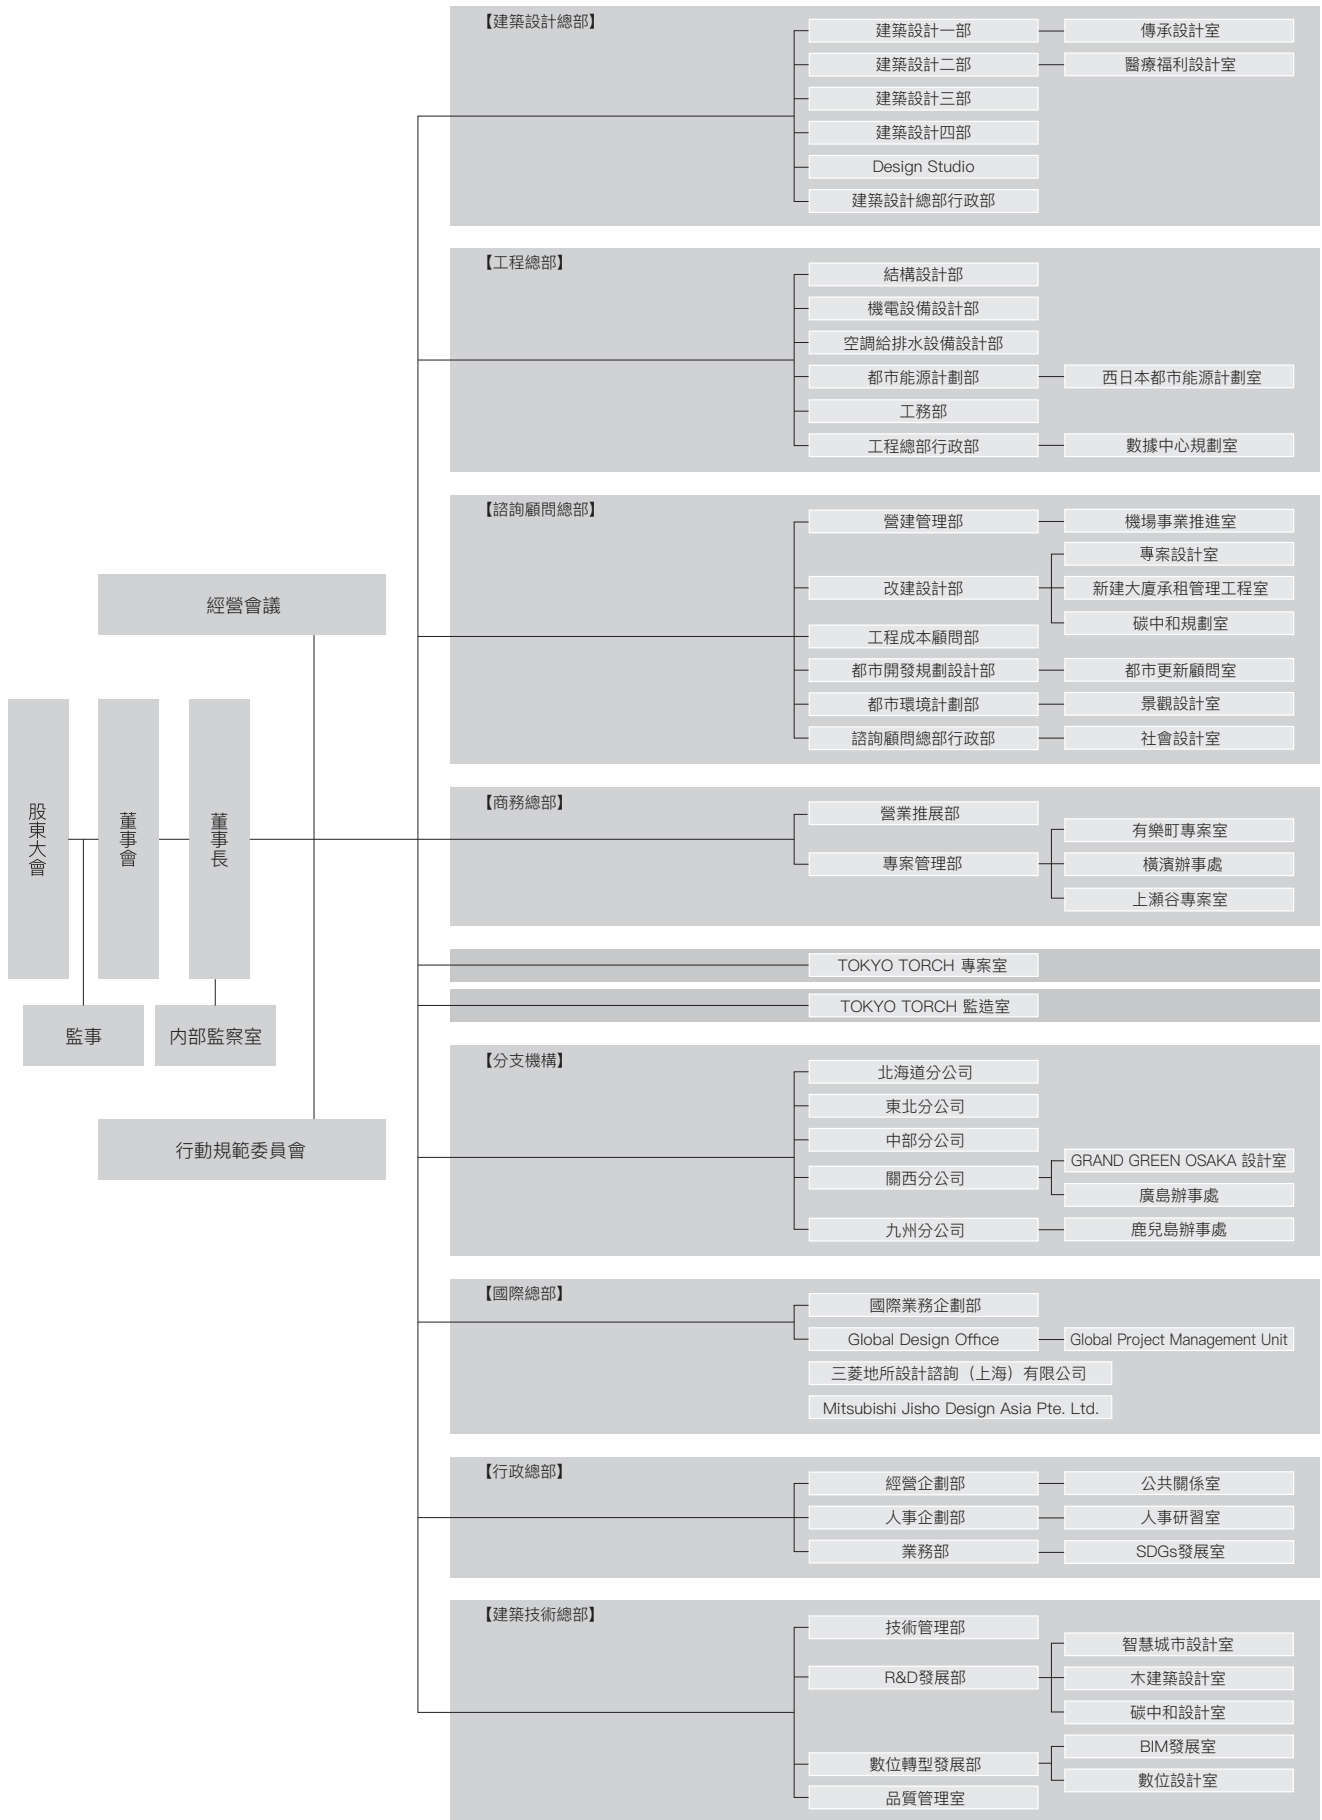 經營會議
股東大會
董事會
董事長
監事
内部監察室
行動規範委員會
【建築設計總部】
建築設計一部
傳承設計室
建築設計二部
醫療福利設計室
建築設計三部
建築設計四部
Design Studio
建築設計總部行政部
【工程總部】
結構設計部
機電設備設計部
空調給排水設備設計部
都市能源計劃部
西日本都市能源計劃室
工務部
工程總部行政部
數據中心規劃室
【諮詢顧問總部】
營建管理部
機場事業推進室
專案設計室
改建設計部
新建大廈承租管理工程室
碳中和規劃室
工程成本顧問部
都市開發規劃設計部
都市更新顧問室
都市環境計劃部
景觀設計室
諮詢顧問總部行政部
社會設計室
【商務總部】
營業推展部
有樂町專案室
專案管理部
橫濱辦事處
上瀬谷專案室
TOKYO TORCH 專案室
TOKYO TORCH 監造室
【分支機構】
北海道分公司
東北分公司
中部分公司
GRAND GREEN OSAKA 設計室
關西分公司
廣島辦事處
九州分公司
鹿兒島辦事處
【國際總部】
國際業務企劃部
Global Design Office
Global Project Management Unit
三菱地所設計諮詢（上海）有限公司
Mitsubishi Jisho Design Asia Pte. Ltd.
【行政總部】
經營企劃部
公共關係室
人事企劃部
人事研習室
業務部
SDGs發展室
【建築技術總部】
技術管理部
智慧城市設計室
R&D發展部
木建築設計室
碳中和設計室
BIM發展室
數位轉型發展部
數位設計室
品質管理室